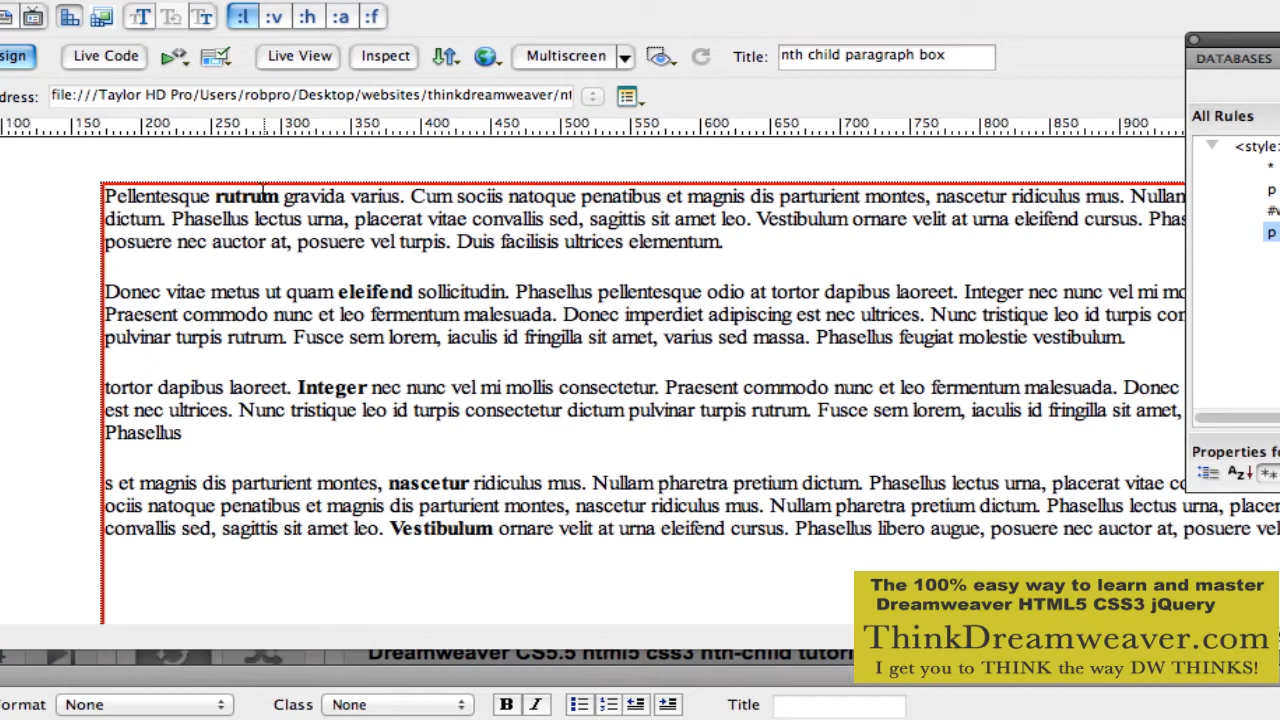 :l :v :h :a :f
sign Live Code Live View Inspect Multiscreen Title: nth child paragraph box
dress: file:///Taylor HD Pro/Users/robpro/Desktop/websites/thinkdreamweaver/nt
100 150 200 250 300 350 400 450 500 550 600 650 700 750 800 850 900
DATABASES
All Rules
<style>
*
p
#w
p
Properties fo
Pellentesque rutrum gravida varius. Cum sociis natoque penatibus et magnis dis parturient montes, nascetur ridiculus mus. Nullam
dictum. Phasellus lectus urna, placerat vitae convallis sed, sagittis sit amet leo. Vestibulum ornare velit at urna eleifend cursus. Phas
posuere nec auctor at, posuere vel turpis. Duis facilisis ultrices elementum.
Donec vitae metus ut quam eleifend sollicitudin. Phasellus pellentesque odio at tortor dapibus laoreet. Integer nec nunc vel mi mo
Praesent commodo nunc et leo fermentum malesuada. Donec imperdiet adipiscing est nec ultrices. Nunc tristique leo id turpis con
pulvinar turpis rutrum. Fusce sem lorem, iaculis id fringilla sit amet, varius sed massa. Phasellus feugiat molestie vestibulum.
tortor dapibus laoreet. Integer nec nunc vel mi mollis consectetur. Praesent commodo nunc et leo fermentum malesuada. Donec
est nec ultrices. Nunc tristique leo id turpis consectetur dictum pulvinar turpis rutrum. Fusce sem lorem, iaculis id fringilla sit amet,
Phasellus
s et magnis dis parturient montes, nascetur ridiculus mus. Nullam pharetra pretium dictum. Phasellus lectus urna, placerat vitae co
ociis natoque penatibus et magnis dis parturient montes, nascetur ridiculus mus. Nullam pharetra pretium dictum. Phasellus lectus urna, placer
convallis sed, sagittis sit amet leo. Vestibulum ornare velit at urna eleifend cursus. Phasellus libero augue, posuere nec auctor at, posuere ve
The 100% easy way to learn and master
Dreamweaver HTML5 CSS3 jQuery
ThinkDreamweaver.com
I get you to THINK the way DW THINKS!
Dreamweaver CS5.5 html5 css3 nth-child tutori
ormat None Class None B I Title